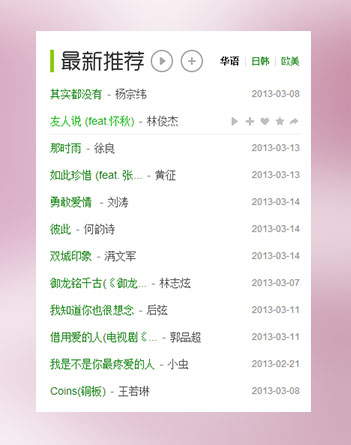 最新推荐 华语 | 日韩 | 欧美
其实都没有 - 杨宗纬 2013-03-08
友人说 (feat.怀秋) - 林俊杰
那时雨 - 徐良 2013-03-13
如此珍惜 (feat. 张... - 黄征 2013-03-13
勇敢爱情 - 刘涛 2013-03-14
彼此 - 何韵诗 2013-03-14
双城印象 - 满文军 2013-03-14
御龙铭千古(《御龙... - 林志炫 2013-03-07
我知道你也很想念 - 后弦 2013-03-11
借用爱的人(电视剧《... - 郭品超 2013-03-11
我是不是你最疼爱的人 - 小虫 2013-02-21
Coins(铜板) - 王若琳 2013-03-08